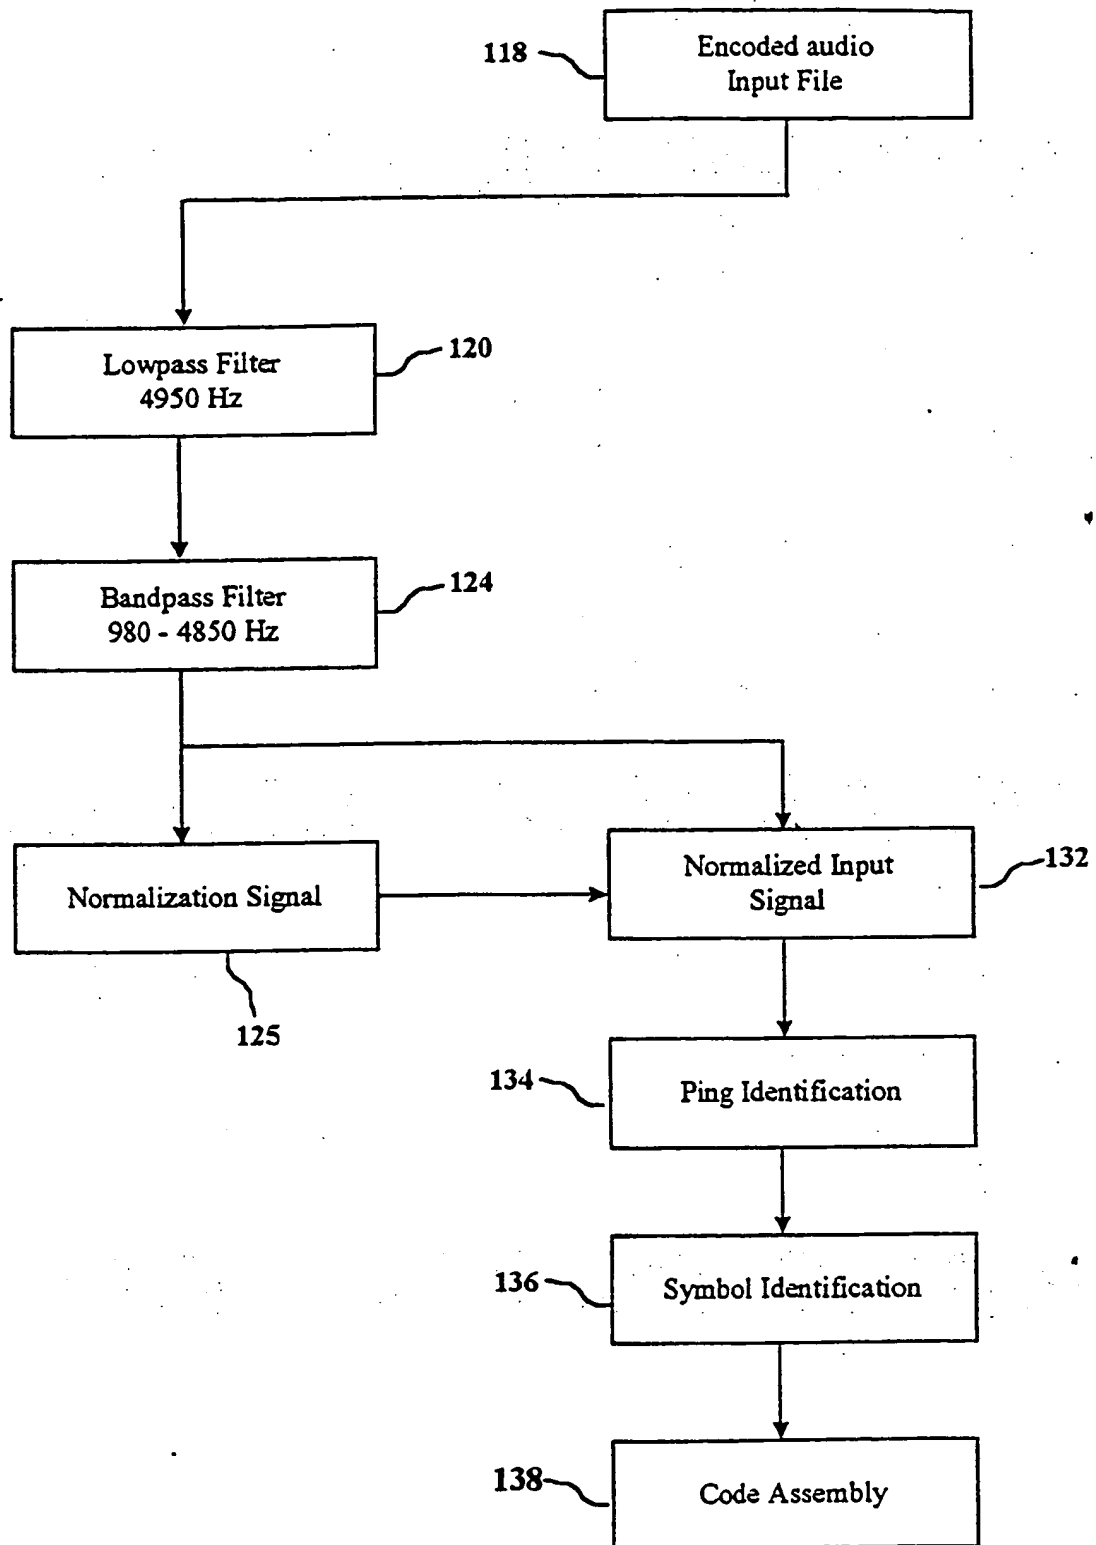 118
Encoded audio
Input File
Lowpass Filter
4950 Hz
120
Bandpass Filter
980 - 4850 Hz
124
Normalization Signal
125
Normalized Input
Signal
132
134
Ping Identification
136
Symbol Identification
138
Code Assembly